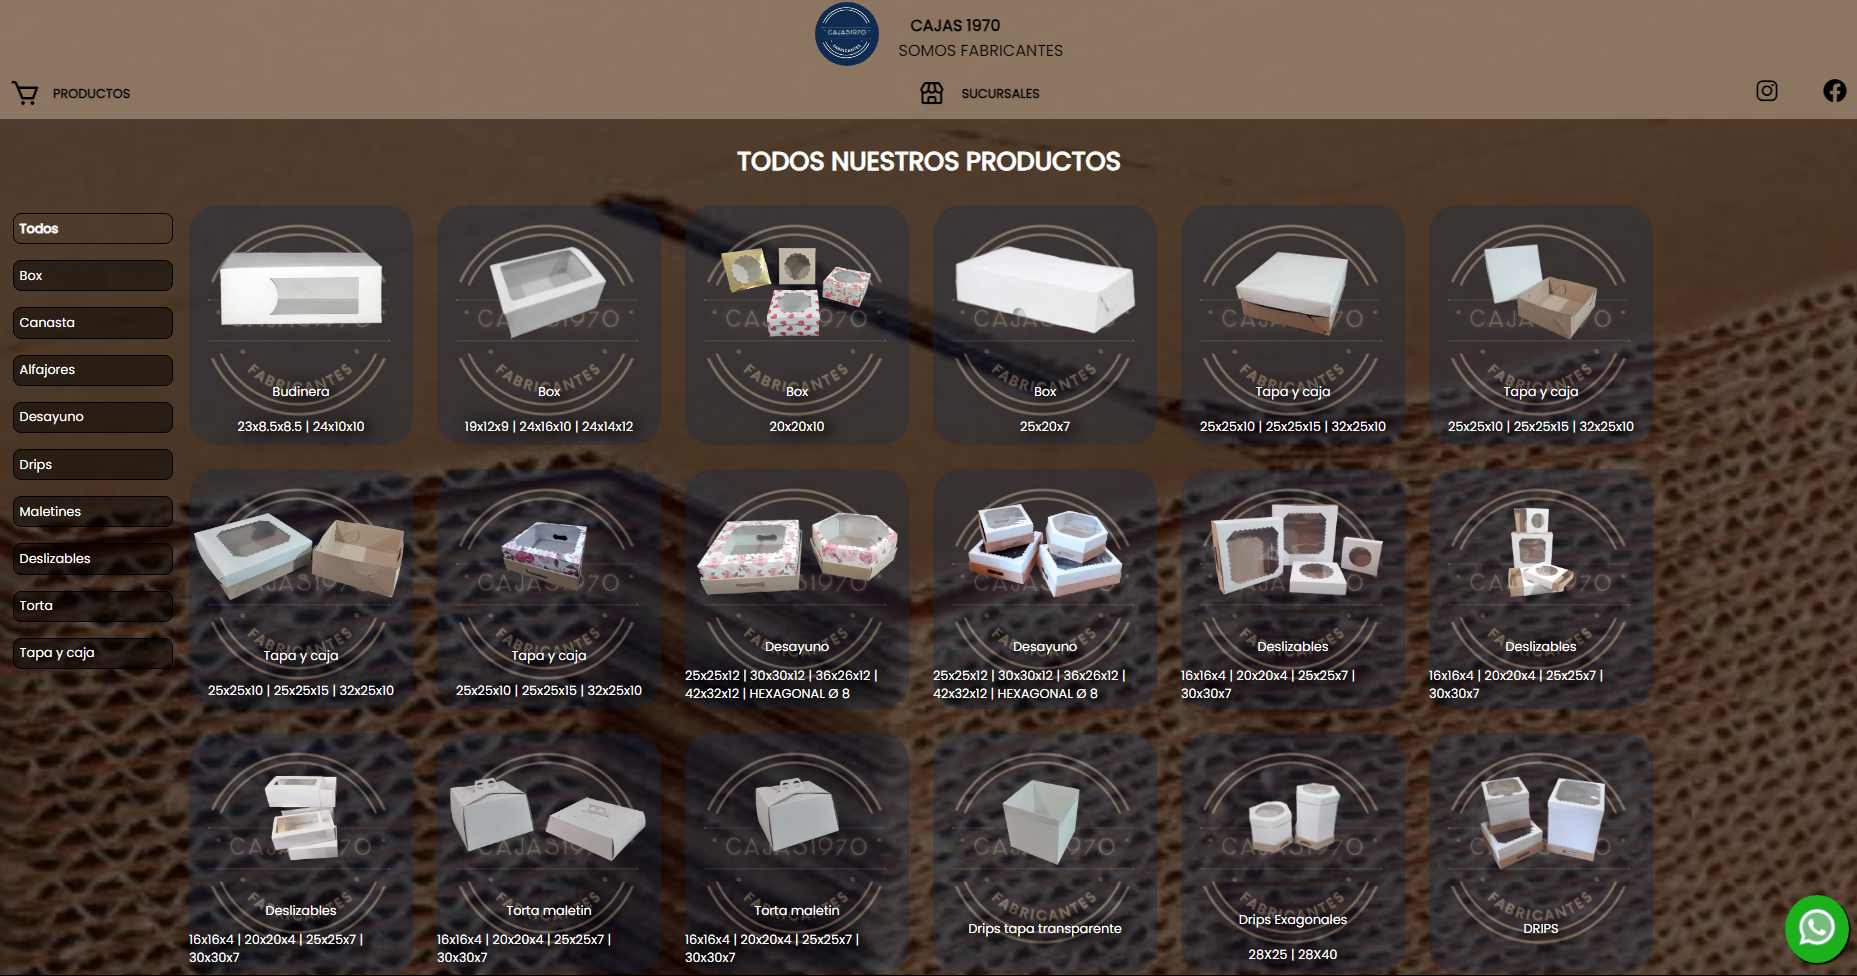 CAJAS1970
FABRICANTES
CAJAS 1970
SOMOS FABRICANTES
PRODUCTOS
SUCURSALES
TODOS NUESTROS PRODUCTOS
Todos
Box
Canasta
Alfajores
Desayuno
Drips
Maletines
Deslizables
Torta
Tapa y caja
Budinera
23x8.5x8.5 | 24x10x10
Box
19x12x9 | 24x16x10 | 24x14x12
Box
20x20x10
Box
25x20x7
Tapa y caja
25x25x10 | 25x25x15 | 32x25x10
Tapa y caja
25x25x10 | 25x25x15 | 32x25x10
Tapa y caja
25x25x10 | 25x25x15 | 32x25x10
Tapa y caja
25x25x10 | 25x25x15 | 32x25x10
Desayuno
25x25x12 | 30x30x12 | 36x26x12 |
42x32x12 | HEXAGONAL Ø 8
Desayuno
25x25x12 | 30x30x12 | 36x26x12 |
42x32x12 | HEXAGONAL Ø 8
Deslizables
16x16x4 | 20x20x4 | 25x25x7 |
30x30x7
Deslizables
16x16x4 | 20x20x4 | 25x25x7 |
30x30x7
Deslizables
16x16x4 | 20x20x4 | 25x25x7 |
30x30x7
Torta maletin
16x16x4 | 20x20x4 | 25x25x7 |
30x30x7
Torta maletin
16x16x4 | 20x20x4 | 25x25x7 |
30x30x7
Drips tapa transparente
Drips Exagonales
28X25 | 28X40
DRIPS